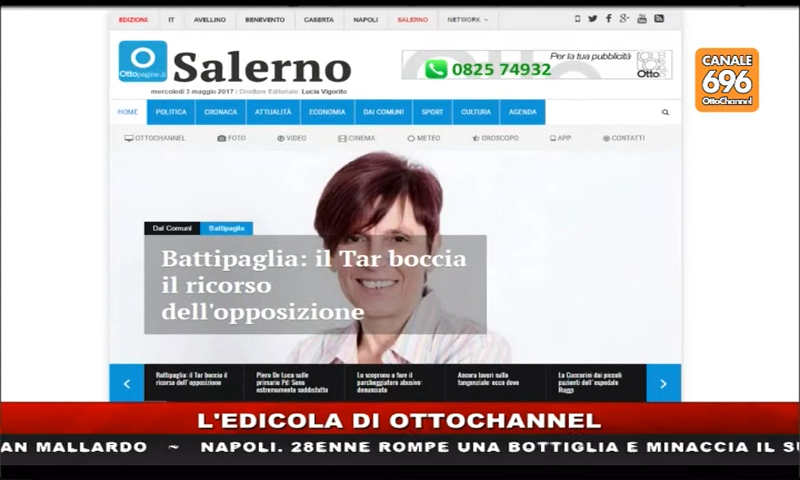 EDIZIONI: IT AVELLINO BENEVENTO CASERTA NAPOLI SALERNO NETWORK
Ottopagine.it
Salerno
mercoledì 3 maggio 2017 | Direttore Editoriale: Lucia Vigorito
Per la tua pubblicità
0825 74932
Otto
CANALE
696
OttoChannel
HOME POLITICA CRONACA ATTUALITÀ ECONOMIA DAI COMUNI SPORT CULTURA AGENDA
OTTOCHANNEL FOTO VIDEO CINEMA METEO OROSCOPO APP CONTATTI
Dai Comuni Battipaglia
Battipaglia: il Tar boccia
il ricorso
dell'opposizione
Battipaglia: il Tar boccia il
ricorso dell'opposizione
Piero De Luca sulle
primarie Pd: Sono
estremamente soddisfatto
Lo scoprono a fare il
parcheggiatore abusivo:
denunciato
Ancora lavori sulla
tangenziale: ecco dove
La Cuccarini dai piccoli
pazienti dell'ospedale
Ruggi
L'EDICOLA DI OTTOCHANNEL
AN MALLARDO ~ NAPOLI. 28ENNE ROMPE UNA BOTTIGLIA E MINACCIA IL SU